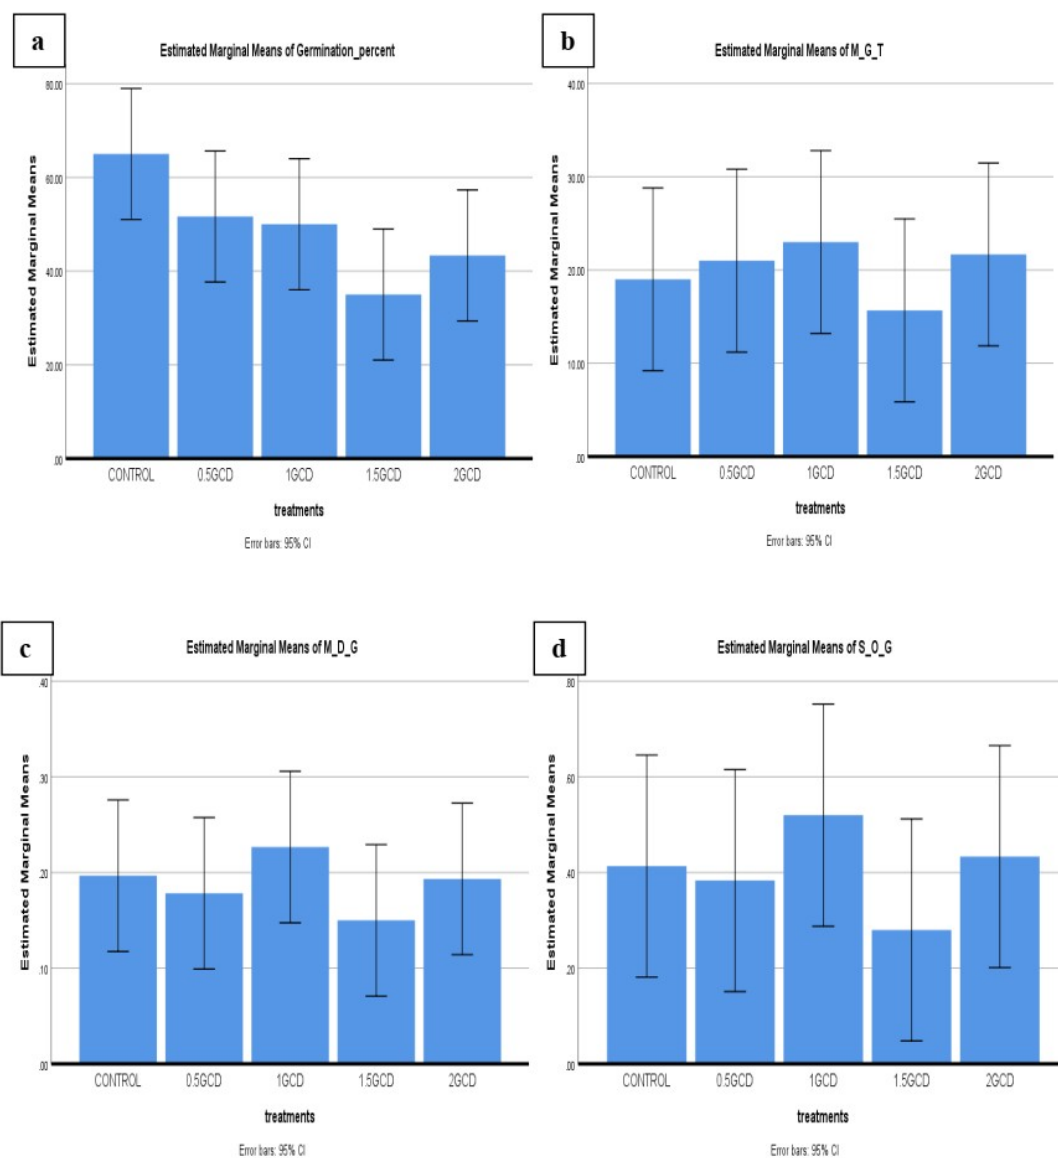 a
Estimated Marginal Means of Germination_percent
Estimated Marginal Means
80.00
60.00
40.00
20.00
.00
CONTROL 0.5GCD 1GCD 1.5GCD 2GCD
treatments
Error bars: 95% CI
b
Estimated Marginal Means of M_G_T
Estimated Marginal Means
40.00
30.00
20.00
10.00
.00
CONTROL 0.5GCD 1GCD 1.5GCD 2GCD
treatments
Error bars: 95% CI
c
Estimated Marginal Means of M_D_G
Estimated Marginal Means
.40
.30
.20
.10
.00
CONTROL 0.5GCD 1GCD 1.5GCD 2GCD
treatments
Error bars: 95% CI
d
Estimated Marginal Means of S_O_G
Estimated Marginal Means
.80
.60
.40
.20
.00
CONTROL 0.5GCD 1GCD 1.5GCD 2GCD
treatments
Error bars: 95% CI